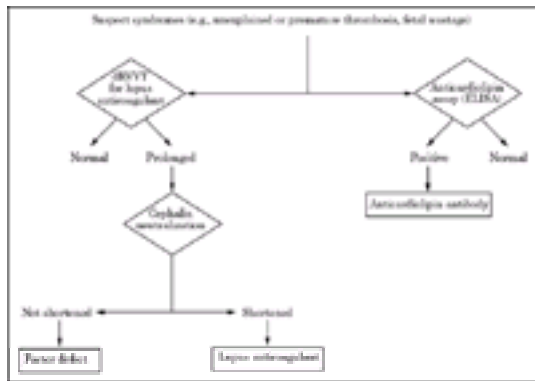 Suspect syndromes (e.g., unexplained or premature thrombosis, fetal wastage)
dRVVT
for lupus
anticoagulant
Anticardiolipin
assay (ELISA)
Normal
Prolonged
Positive
Normal
Anticardiolipin antibody
Cephalin
neutralization
Not shortened
Shortened
Factor defect
Lupus anticoagulant